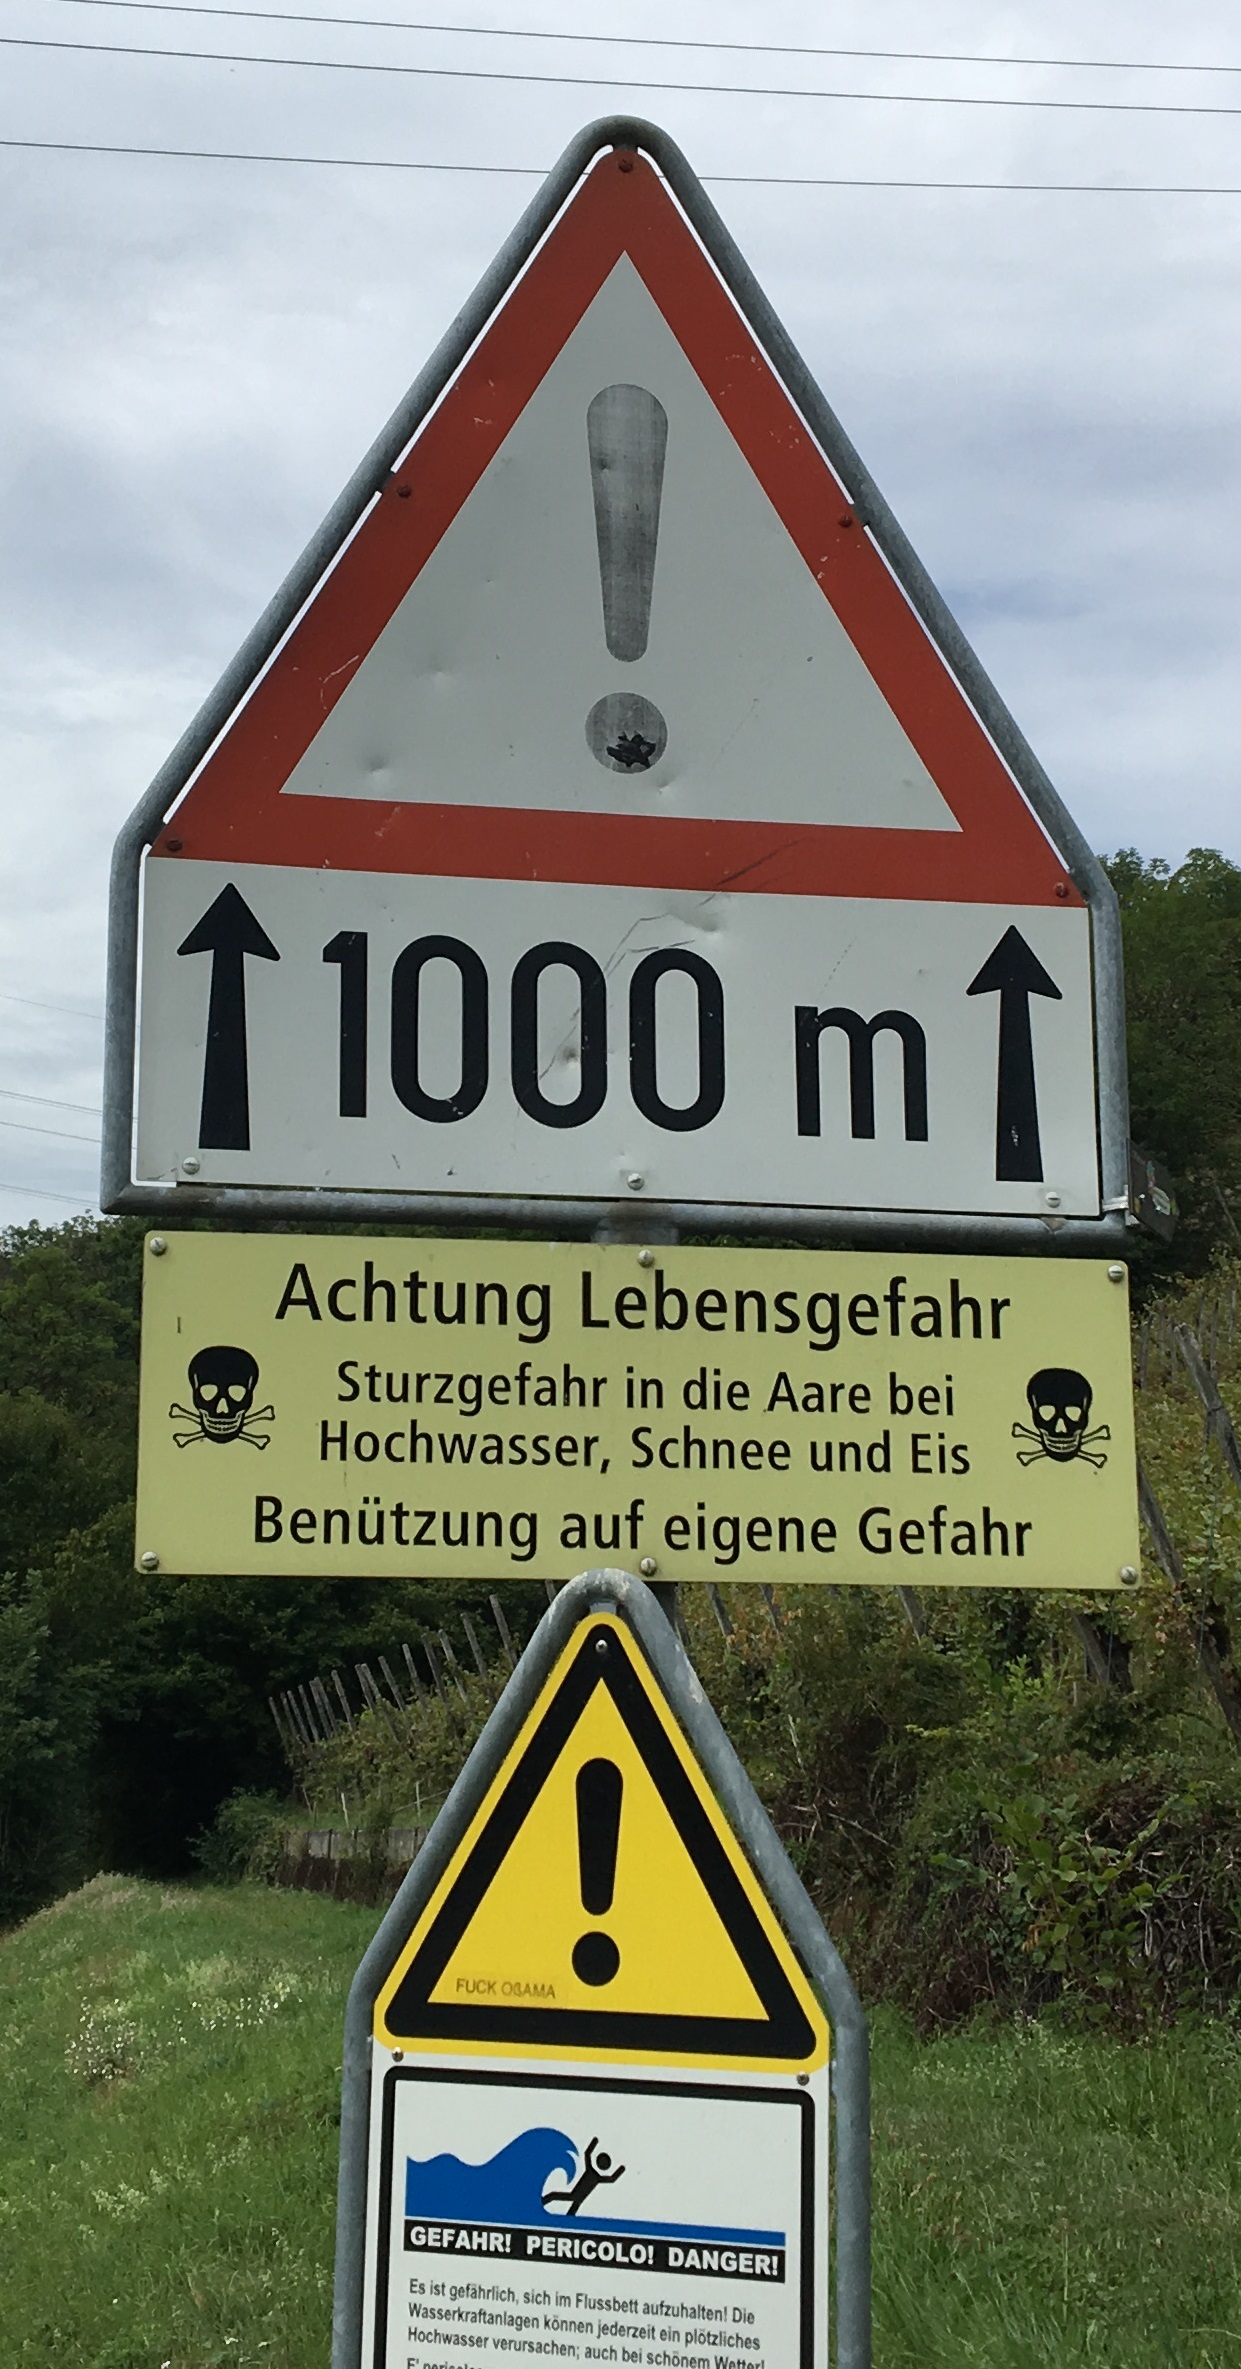 1000 m
Achtung Lebensgefahr
Sturzgefahr in die Aare bei
Hochwasser, Schnee und Eis
Benützung auf eigene Gefahr
FUCK OBAMA
GEFAHR! PERICOLO! DANGER!
Es ist gefährlich, sich im Flussbett aufzuhalten! Die
Wasserkraftanlagen können jederzeit ein plötzliches
Hochwasser verursachen; auch bei schönem Wetter!